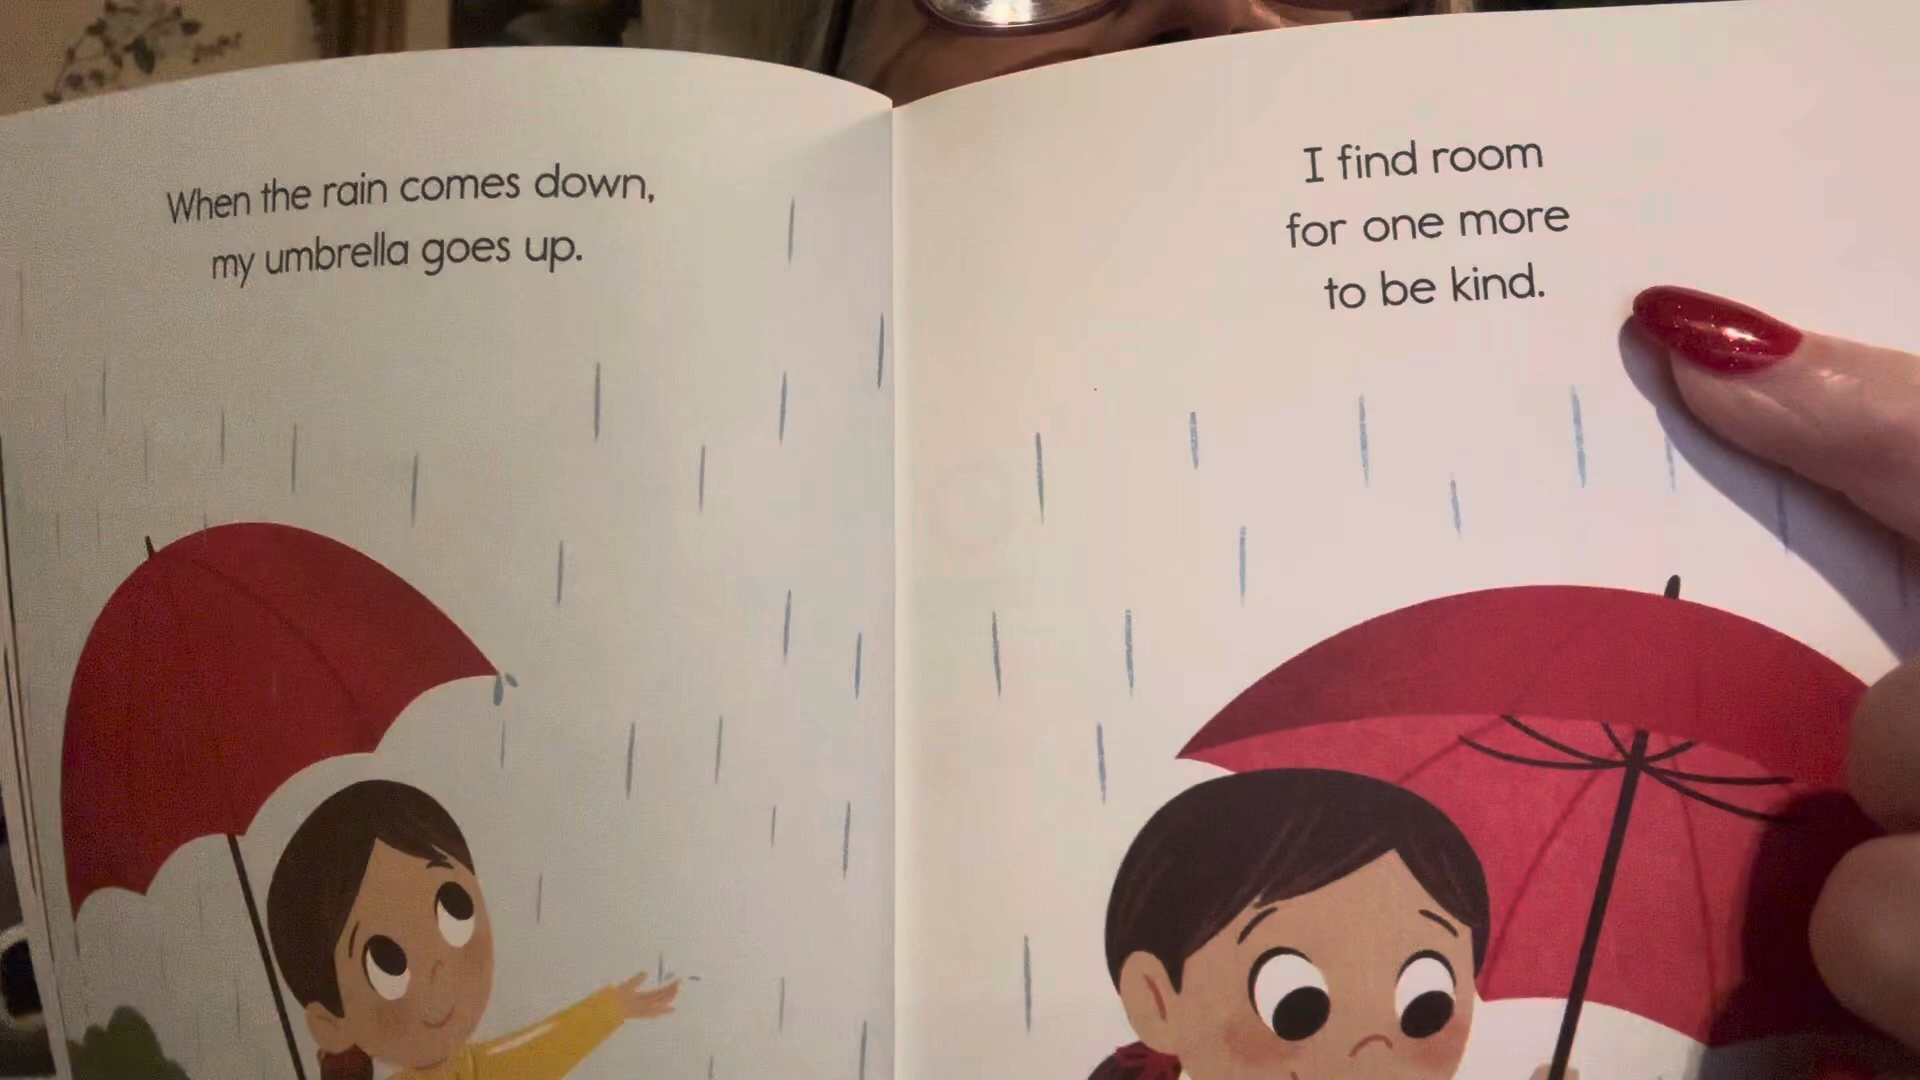 When the rain comes down,
my umbrella goes up.
I find room
for one more
to be kind.